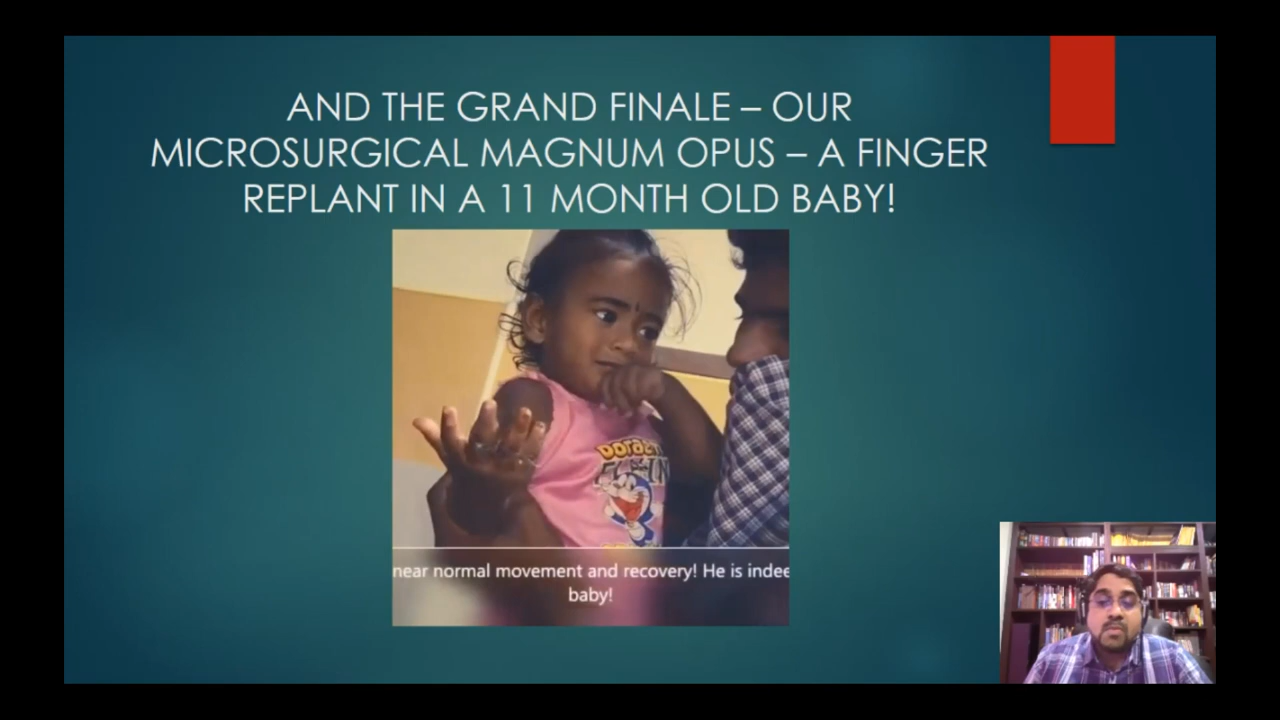 AND THE GRAND FINALE – OUR
MICROSURGICAL MAGNUM OPUS – A FINGER
REPLANT IN A 11 MONTH OLD BABY!
near normal movement and recovery! He is indee
baby!